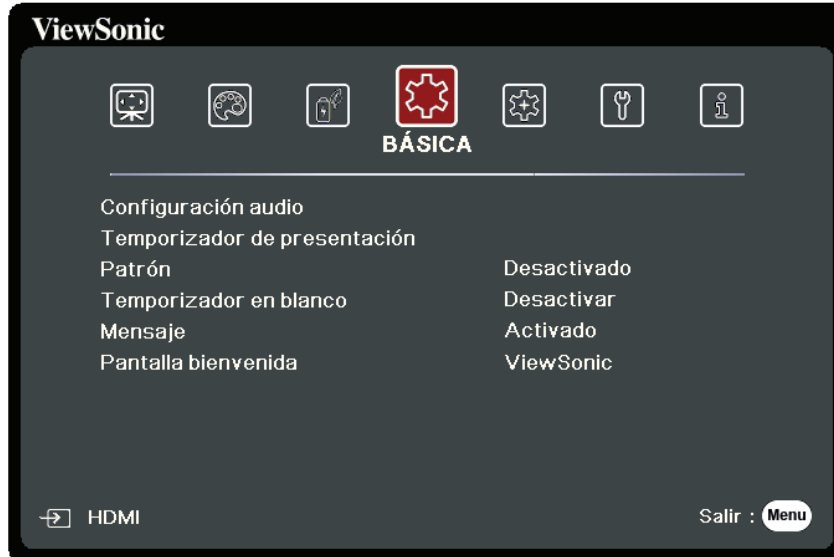 ViewSonic
BÁSICA
Configuración audio
Temporizador de presentación
Patrón Desactivado
Temporizador en blanco Desactivar
Mensaje Activado
Pantalla bienvenida ViewSonic
HDMI Salir : Menu